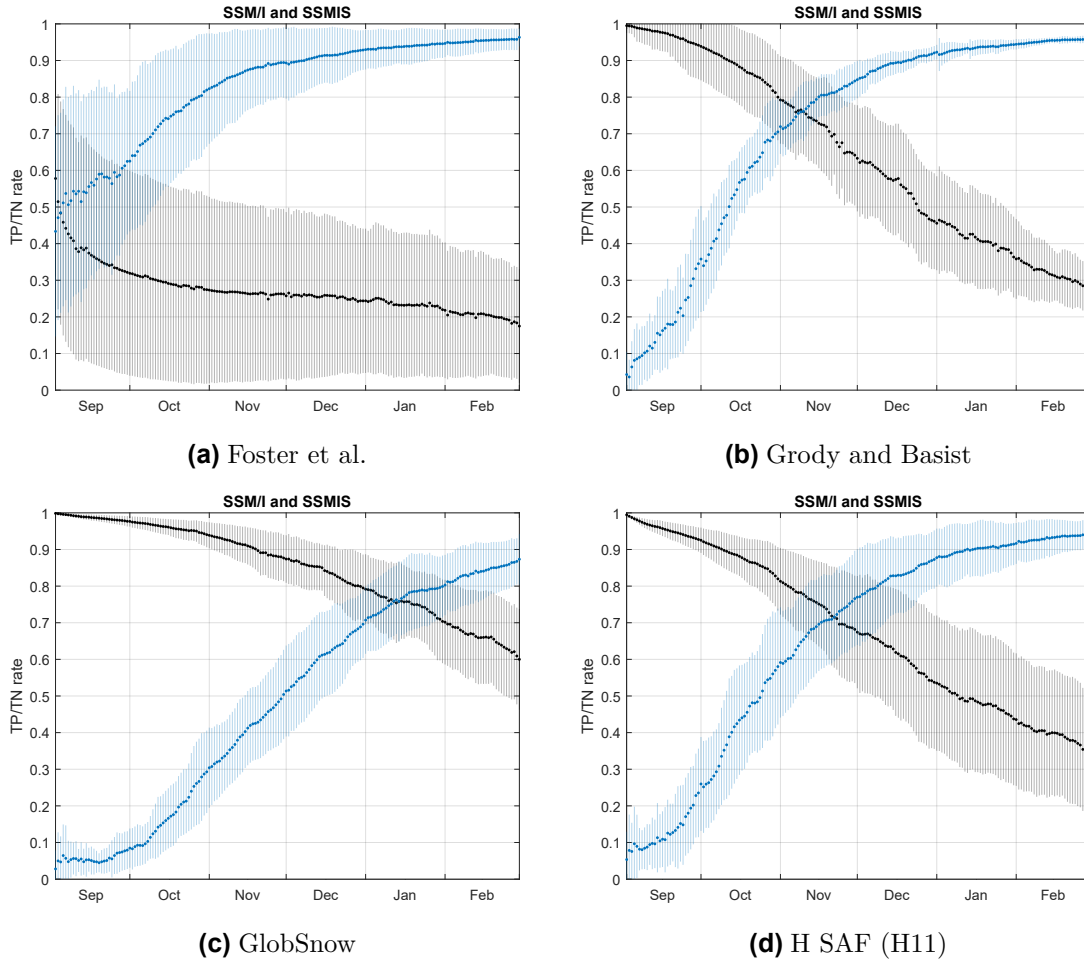 SSM/I and SSMIS
TP/TN rate
1
0.9
0.8
0.7
0.6
0.5
0.4
0.3
0.2
0.1
0
Sep Oct Nov Dec Jan Feb
(a) Foster et al.
SSM/I and SSMIS
TP/TN rate
1
0.9
0.8
0.7
0.6
0.5
0.4
0.3
0.2
0.1
0
Sep Oct Nov Dec Jan Feb
(b) Grody and Basist
SSM/I and SSMIS
TP/TN rate
1
0.9
0.8
0.7
0.6
0.5
0.4
0.3
0.2
0.1
0
Sep Oct Nov Dec Jan Feb
(c) GlobSnow
SSM/I and SSMIS
TP/TN rate
1
0.9
0.8
0.7
0.6
0.5
0.4
0.3
0.2
0.1
0
Sep Oct Nov Dec Jan Feb
(d) H SAF (H11)